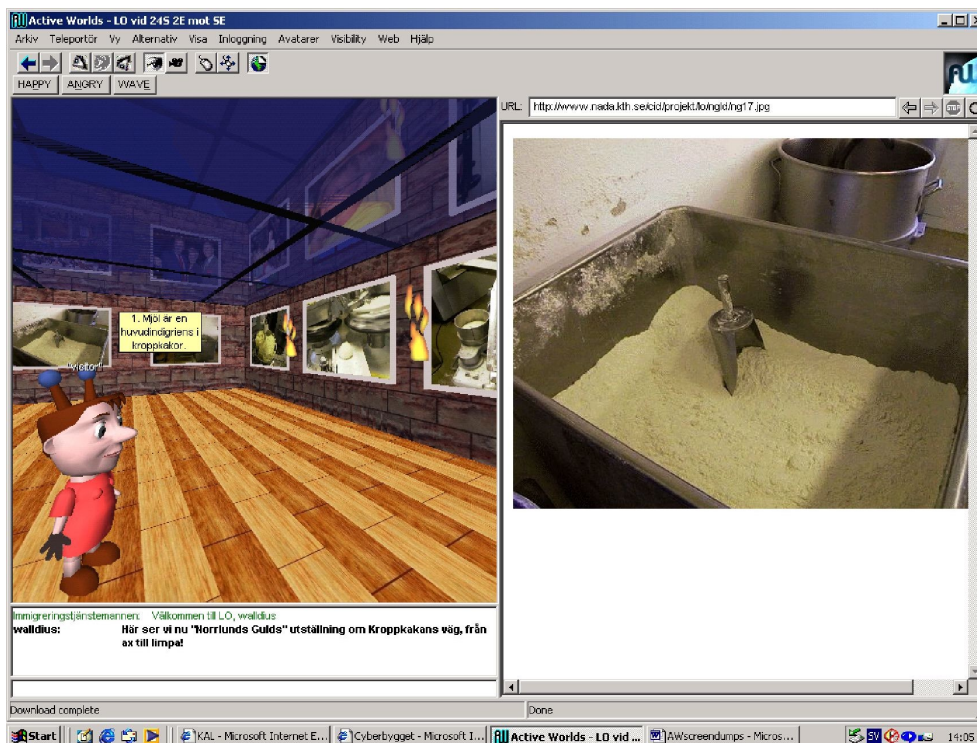 Active Worlds - LO vid 24S 2E mot SE
Arkiv Teleportör Vy Alternativ Visa Inloggning Avatarer Visibility Web Hjälp
HAPPY ANGRY WAVE
URL: http://www.nada.kth.se/cid/projekt/lo/ngld/ng17.jpg
1. Mjöl är en
huvudindigriens i
kroppkakor.
"visitor"
Immigreringstjänstemannen: Välkommen till LO, walldius
walldius: Här ser vi nu "Norrlunds Gulds" utställning om Kroppkakans väg, från
ax till limpa!
Download complete
Done
Start
KAL - Microsoft Internet E...
Cyberbygget - Microsoft I...
Active Worlds - LO vid ...
AWscreendumps - Micros...
SV
14:05